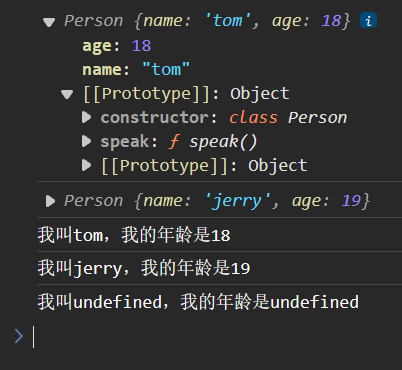 Person {name: 'tom', age: 18} i
age: 18
name: "tom"
[[Prototype]]: Object
constructor: class Person
speak: ƒ speak()
[[Prototype]]: Object
Person {name: 'jerry', age: 19}
我叫tom，我的年龄是18
我叫jerry，我的年龄是19
我叫undefined，我的年龄是undefined